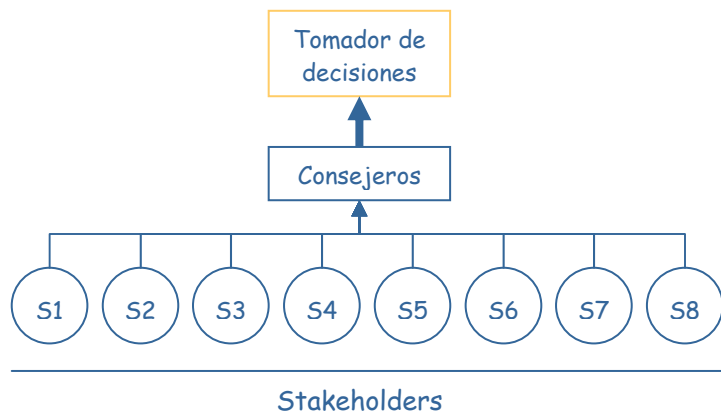 Tomador de
decisiones
Consejeros
S1 S2 S3 S4 S5 S6 S7 S8
Stakeholders